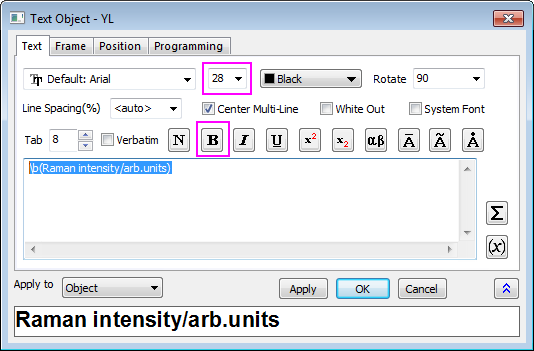 Text Object - YL
Text Frame Position Programming
Default: Arial 28 Black Rotate 90
Line Spacing(%) <auto> Center Multi-Line White Out System Font
Tab 8 Verbatim N B I U x² x₂ αβ Ā Ã Å
\b(Raman intensity/arb.units)
Σ
(x)
Apply to Object Apply OK Cancel
Raman intensity/arb.units